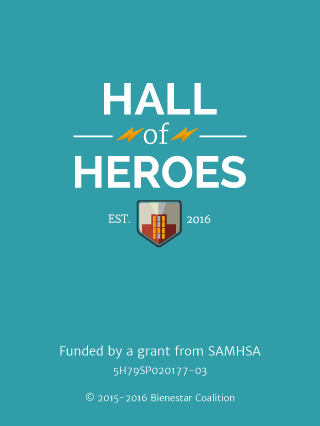 HALL
of
HEROES
EST. 2016
Funded by a grant from SAMHSA
5H79SP020177-03
© 2015-2016 Bienestar Coalition